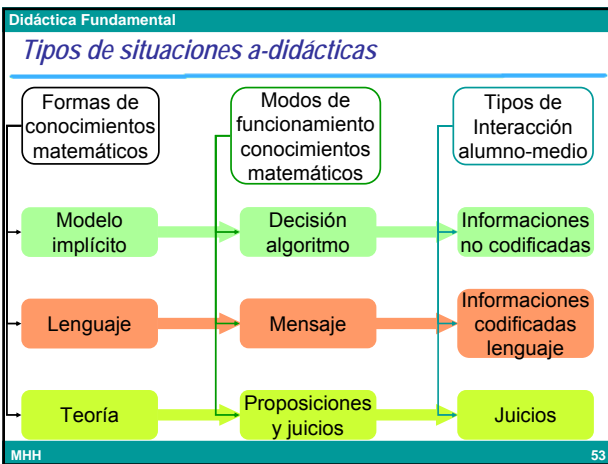 Didáctica Fundamental
Tipos de situaciones a-didácticas
Formas de
conocimientos
matemáticos
Modos de
funcionamiento
conocimientos
matemáticos
Tipos de
Interacción
alumno-medio
Modelo
implícito
Decisión
algoritmo
Informaciones
no codificadas
Lenguaje
Mensaje
Informaciones
codificadas
lenguaje
Teoría
Proposiciones
y juicios
Juicios
MHH
53